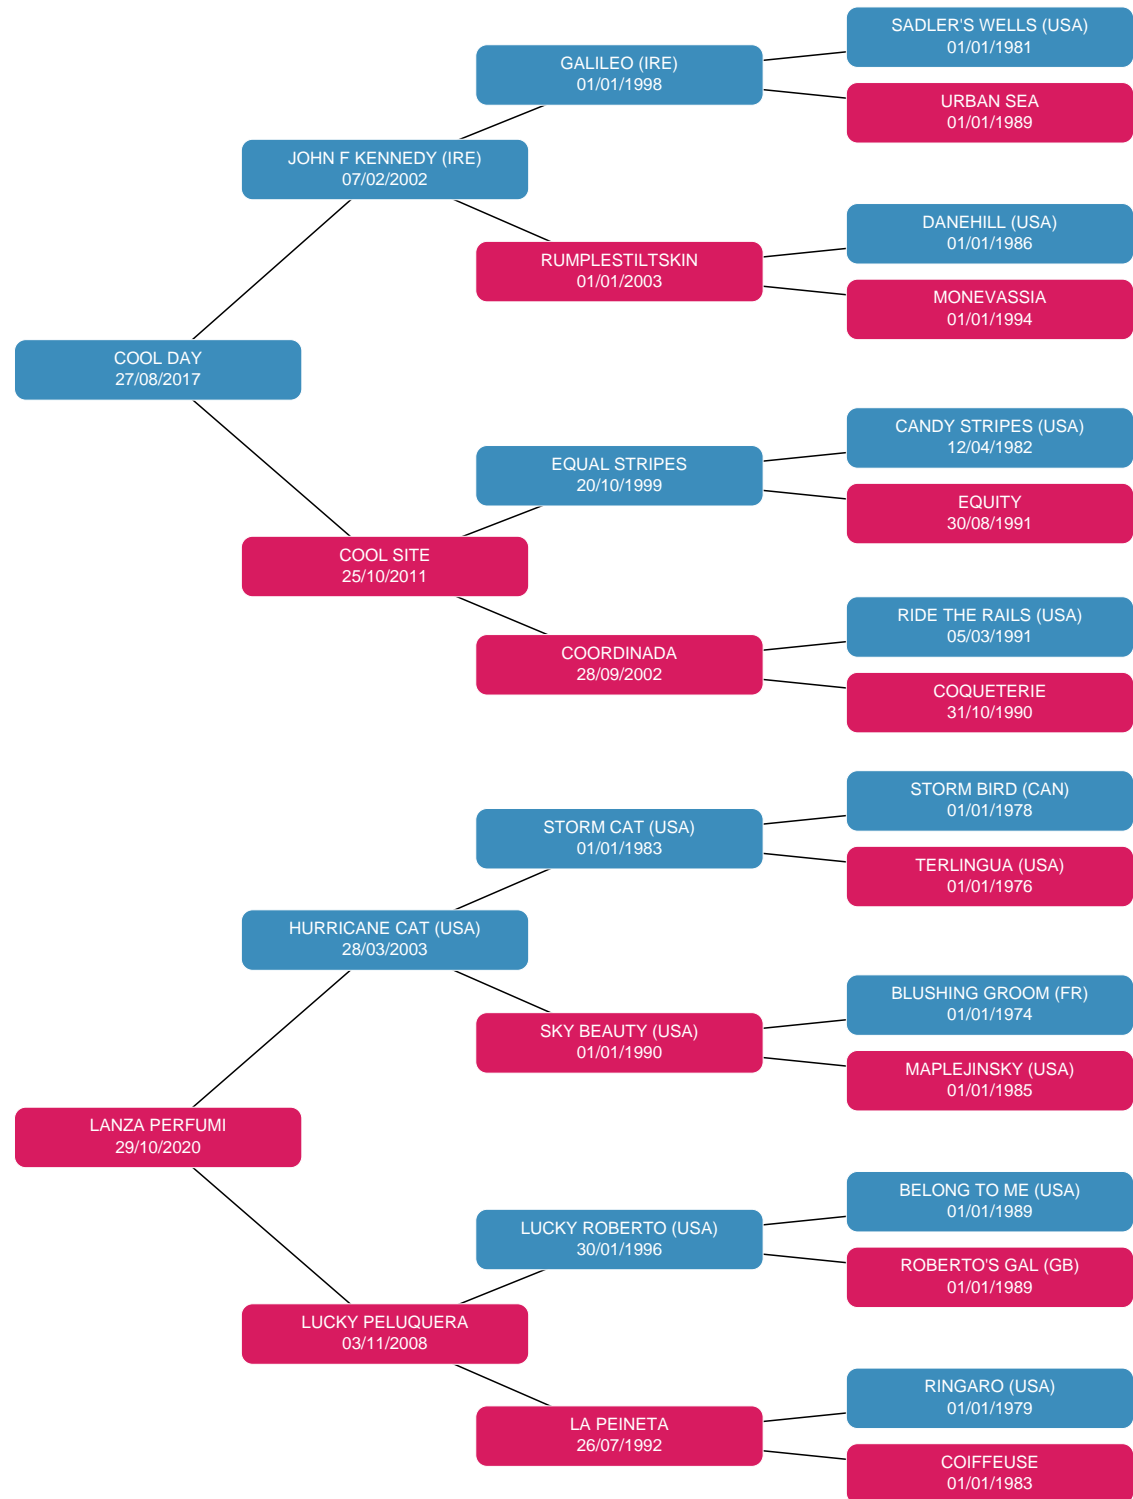 SADLER'S WELLS (USA)
01/01/1981
GALILEO (IRE)
01/01/1998
URBAN SEA
01/01/1989
JOHN F KENNEDY (IRE)
07/02/2002
DANEHILL (USA)
01/01/1986
RUMPLESTILTSKIN
01/01/2003
MONEVASSIA
01/01/1994
COOL DAY
27/08/2017
CANDY STRIPES (USA)
12/04/1982
EQUAL STRIPES
20/10/1999
EQUITY
30/08/1991
COOL SITE
25/10/2011
RIDE THE RAILS (USA)
05/03/1991
COORDINADA
28/09/2002
COQUETERIE
31/10/1990
STORM BIRD (CAN)
01/01/1978
STORM CAT (USA)
01/01/1983
TERLINGUA (USA)
01/01/1976
HURRICANE CAT (USA)
28/03/2003
BLUSHING GROOM (FR)
01/01/1974
SKY BEAUTY (USA)
01/01/1990
MAPLEJINSKY (USA)
01/01/1985
LANZA PERFUMI
29/10/2020
BELONG TO ME (USA)
01/01/1989
LUCKY ROBERTO (USA)
30/01/1996
ROBERTO'S GAL (GB)
01/01/1989
LUCKY PELUQUERA
03/11/2008
RINGARO (USA)
01/01/1979
LA PEINETA
26/07/1992
COIFFEUSE
01/01/1983